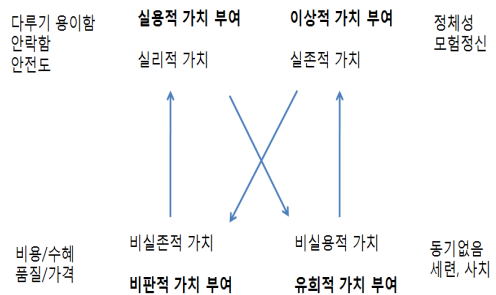 다루기 용이함
안락함
안전도
실용적 가치 부여
실리적 가치
이상적 가치 부여
실존적 가치
정체성
모험정신
비용/수혜
품질/가격
비실존적 가치
비판적 가치 부여
비실용적 가치
유희적 가치 부여
동기없음
세련, 사치